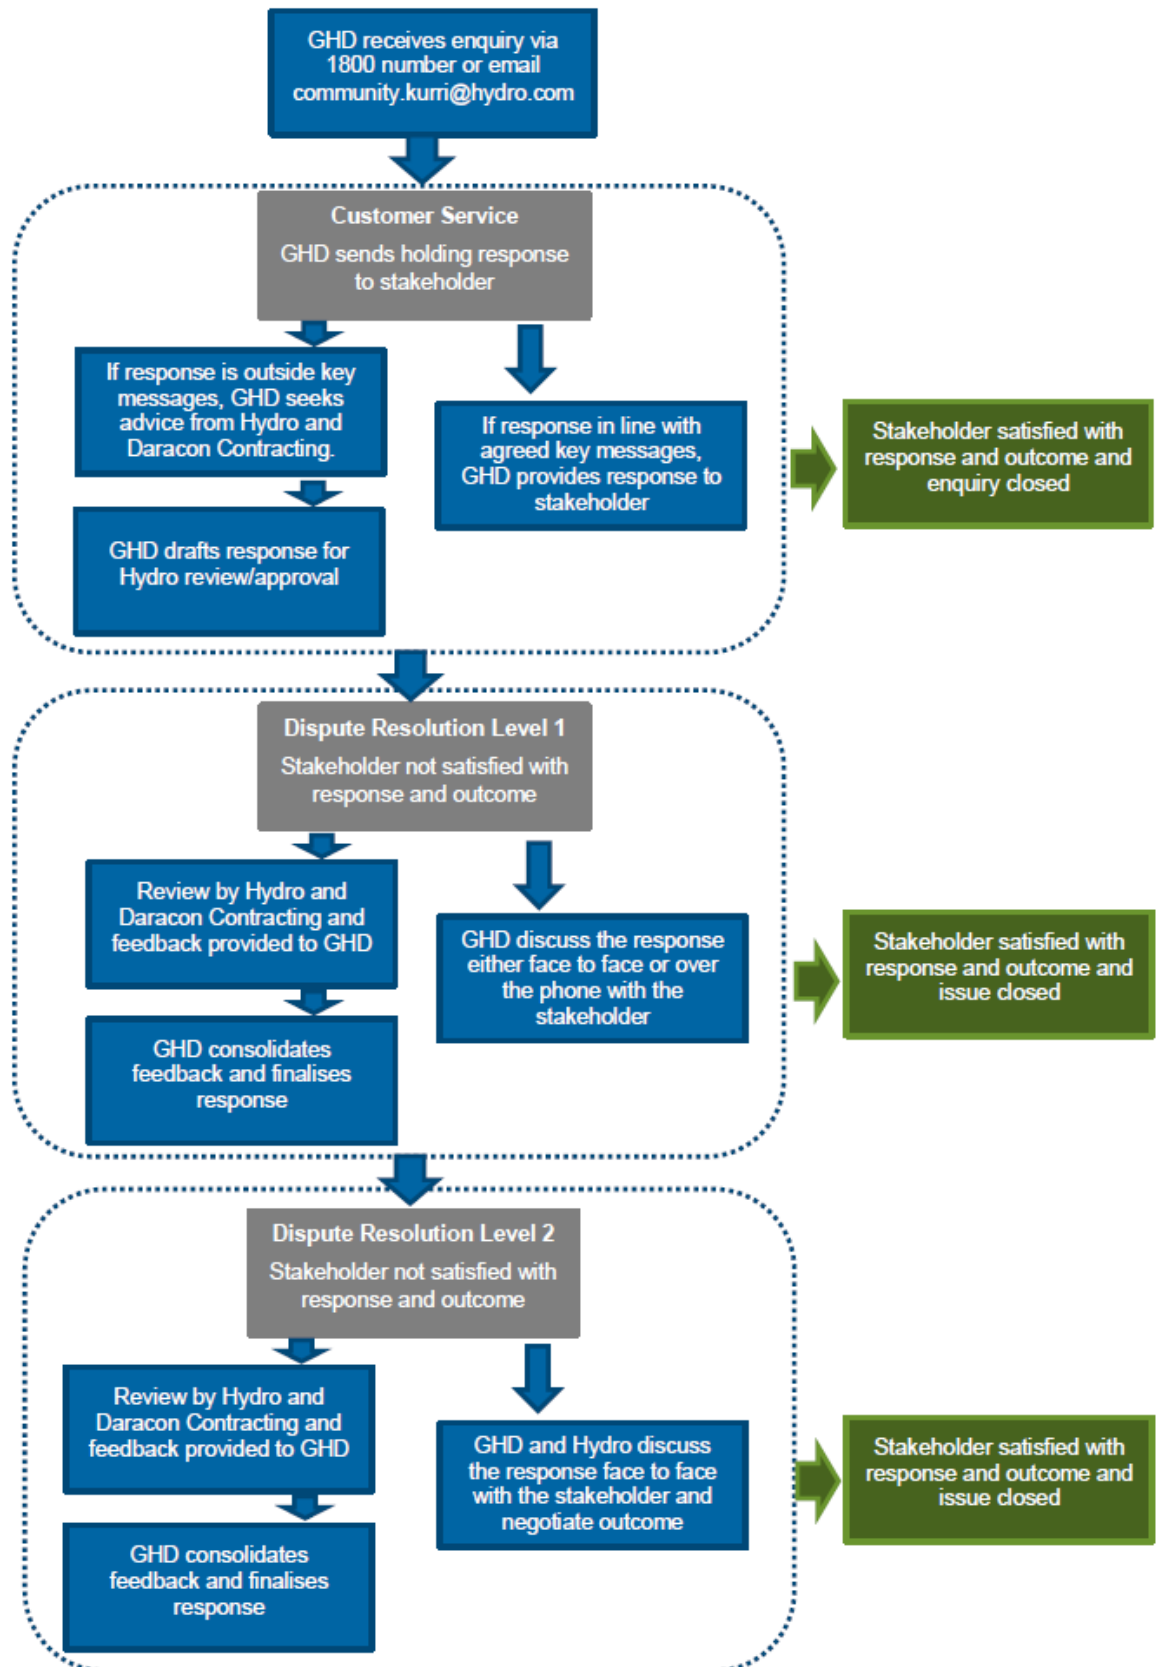 GHD receives enquiry via
1800 number or email
community.kurri@hydro.com
Customer Service
GHD sends holding response
to stakeholder
If response is outside key
messages, GHD seeks
advice from Hydro and
Daracon Contracting.
If response in line with
agreed key messages,
GHD provides response to
stakeholder
Stakeholder satisfied with
response and outcome and
enquiry closed
GHD drafts response for
Hydro review/approval
Dispute Resolution Level 1
Stakeholder not satisfied with
response and outcome
Review by Hydro and
Daracon Contracting and
feedback provided to GHD
GHD discuss the response
either face to face or over
the phone with the
stakeholder
Stakeholder satisfied with
response and outcome and
issue closed
GHD consolidates
feedback and finalises
response
Dispute Resolution Level 2
Stakeholder not satisfied with
response and outcome
Review by Hydro and
Daracon Contracting and
feedback provided to GHD
GHD and Hydro discuss
the response face to face
with the stakeholder and
negotiate outcome
Stakeholder satisfied with
response and outcome and
issue closed
GHD consolidates
feedback and finalises
response